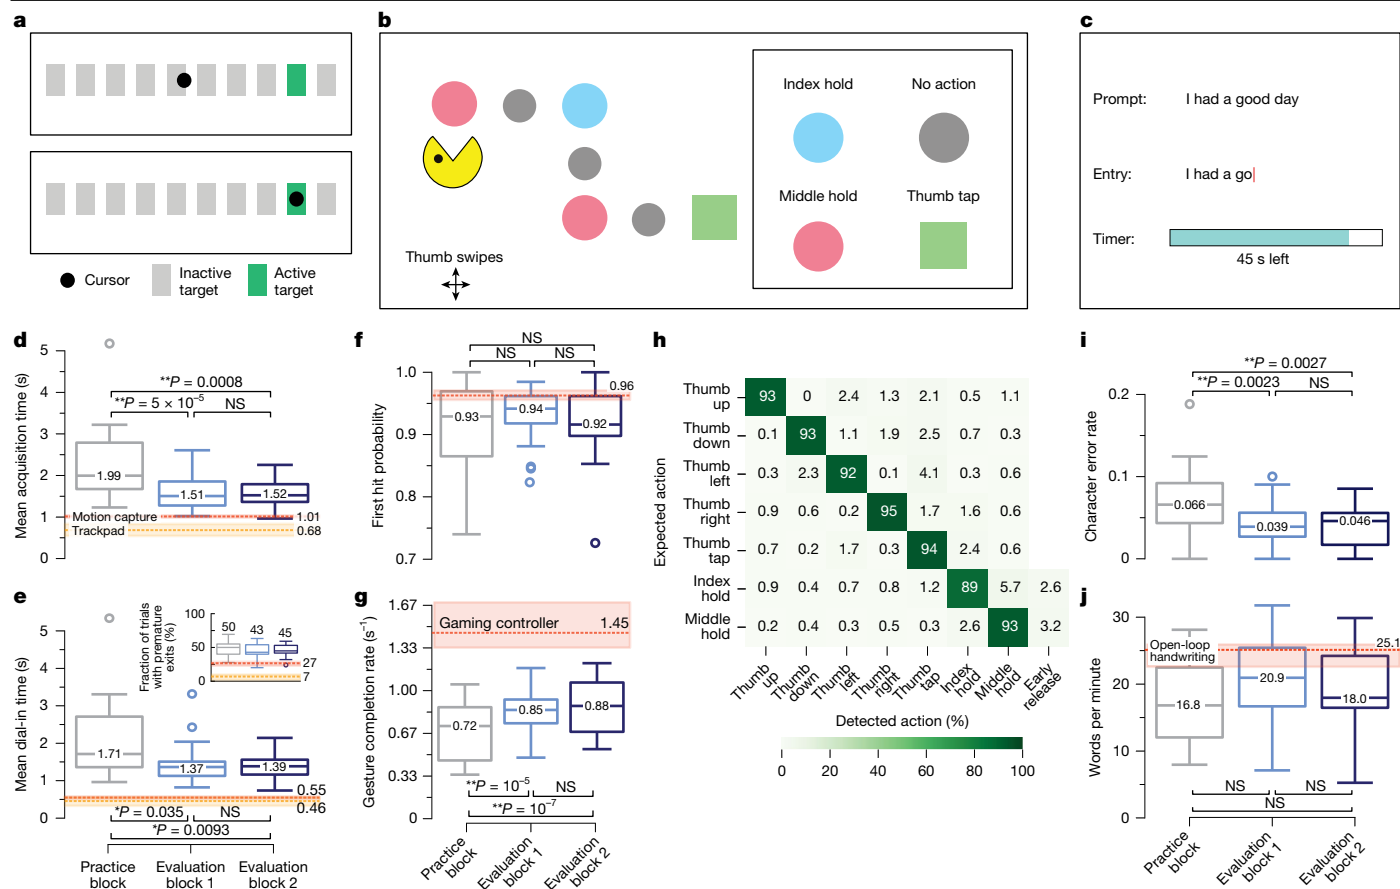 a
b
c
Cursor
Inactive
target
Active
target
Index hold
No action
Middle hold
Thumb tap
Thumb swipes
Prompt:
I had a good day
Entry:
I had a go
Timer:
45 s left
d
Mean acquisition time (s)
5
4
3
2
1
0
**P = 0.0008
**P = 5 × 10⁻⁵
NS
1.99
1.51
1.52
Motion capture
1.01
Trackpad
0.68
e
Mean dial-in time (s)
5
4
3
2
1
0
Fraction of trials
with premature
exits (%)
100
50
0
50
43
45
27
7
1.71
1.37
1.39
0.55
0.46
*P = 0.035
NS
*P = 0.0093
Practice
block
Evaluation
block 1
Evaluation
block 2
f
First hit probability
1.0
0.9
0.8
0.7
NS
NS
NS
0.96
0.93
0.94
0.92
g
Gesture completion rate (s⁻¹)
1.67
1.33
1.00
0.67
0.33
0
Gaming controller
1.45
0.72
0.85
0.88
**P = 10⁻⁵
NS
**P = 10⁻⁷
Practice
block
Evaluation
block 1
Evaluation
block 2
h
Expected action
Thumb
up
93 0 2.4 1.3 2.1 0.5 1.1
Thumb
down
0.1 93 1.1 1.9 2.5 0.7 0.3
Thumb
left
0.3 2.3 92 0.1 4.1 0.3 0.6
Thumb
right
0.9 0.6 0.2 95 1.7 1.6 0.6
Thumb
tap
0.7 0.2 1.7 0.3 94 2.4 0.6
Index
hold
0.9 0.4 0.7 0.8 1.2 89 5.7 2.6
Middle
hold
0.2 0.4 0.3 0.5 0.3 2.6 93 3.2
Thumb
up
Thumb
down
Thumb
left
Thumb
right
Thumb
tap
Index
hold
Middle
hold
Early
release
Detected action (%)
0 20 40 60 80 100
i
Character error rate
0.2
0.1
0
**P = 0.0027
**P = 0.0023
NS
0.066
0.039
0.046
j
Words per minute
30
20
10
0
Open-loop
handwriting
25.1
16.8
20.9
18.0
NS
NS
NS
Practice
block
Evaluation
block 1
Evaluation
block 2